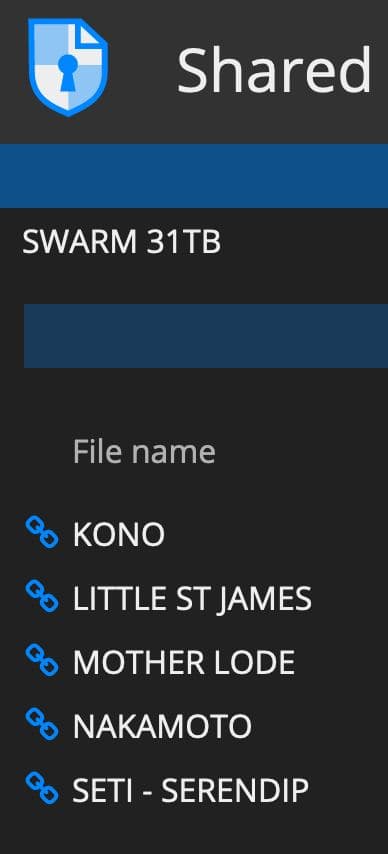 Shared
SWARM 31TB
File name
KONO
LITTLE ST JAMES
MOTHER LODE
NAKAMOTO
SETI - SERENDIP